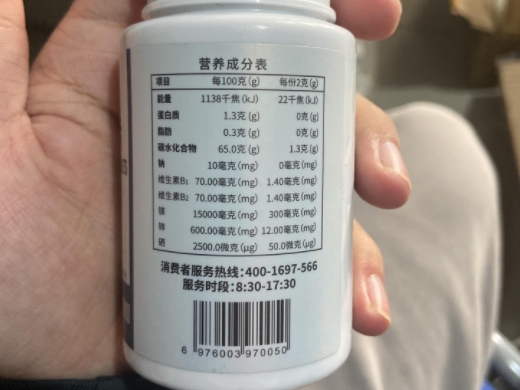 营养成分表
项目 每100克(g) 每份2克(g)
能量 1138千焦(kJ) 22千焦(kJ)
蛋白质 1.3克(g) 0克(g)
脂肪 0.3克(g) 0克(g)
碳水化合物 65.0克(g) 1.3克(g)
钠 10毫克(mg) 0毫克(mg)
维生素B₁ 70.00毫克(mg) 1.40毫克(mg)
维生素B₂ 70.00毫克(mg) 1.40毫克(mg)
镁 15000毫克(mg) 300毫克(mg)
锌 600.00毫克(mg) 12.00毫克(mg)
硒 2500.0微克(μg) 50.0微克(μg)
消费者服务热线:400-1697-566
服务时段:8:30-17:30
6 976003 970050